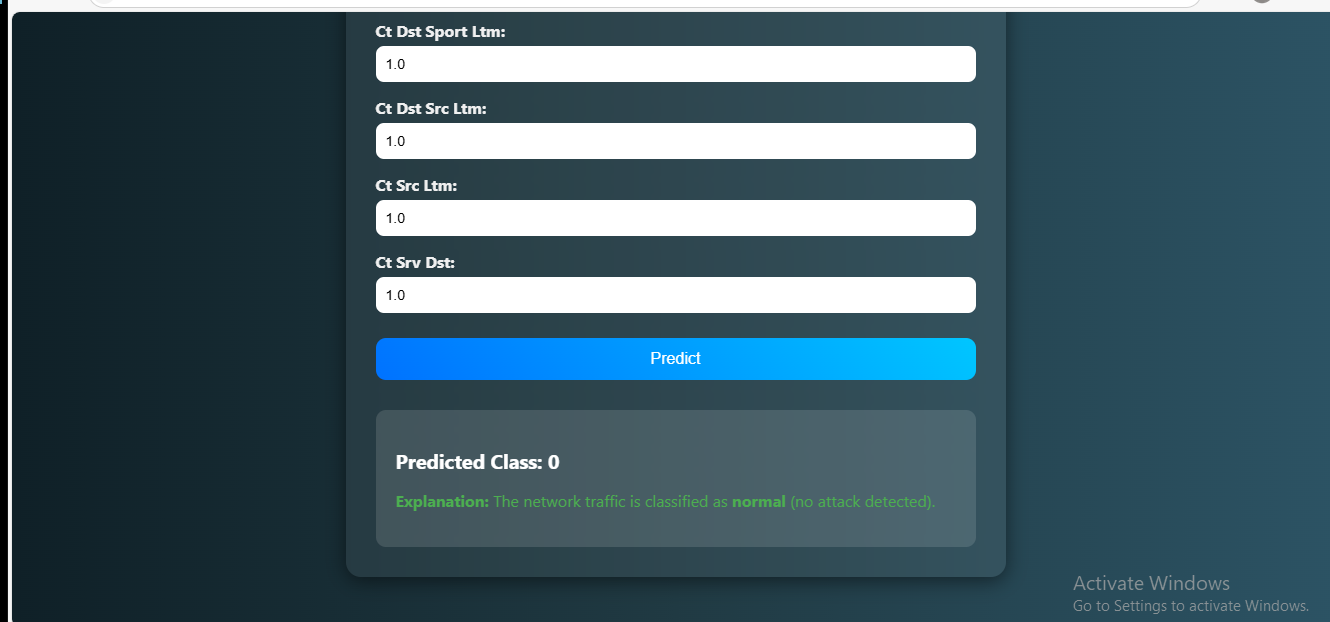 Ct Dst Sport Ltm:
1.0
Ct Dst Src Ltm:
1.0
Ct Src Ltm:
1.0
Ct Srv Dst:
1.0
Predict
Predicted Class: 0
Explanation: The network traffic is classified as normal (no attack detected).
Activate Windows
Go to Settings to activate Windows.